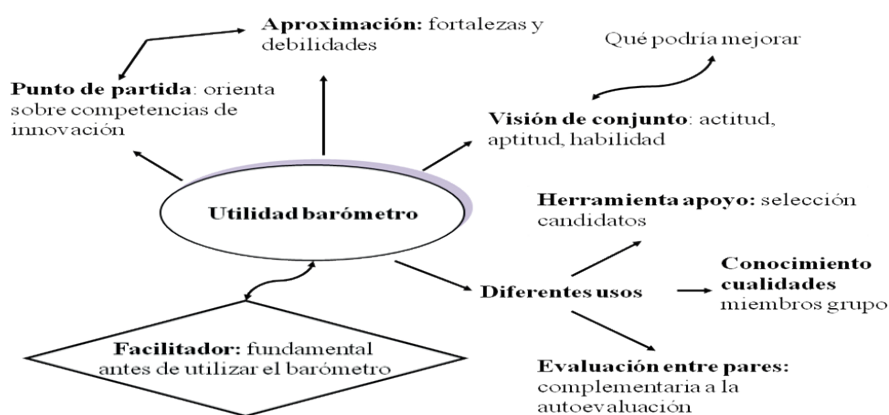 Aproximación: fortalezas y
debilidades
Qué podría mejorar
Punto de partida: orienta
sobre competencias de
innovación
Visión de conjunto: actitud,
aptitud, habilidad
Utilidad barómetro
Herramienta apoyo: selección
candidatos
Diferentes usos
Conocimiento
cualidades
miembros grupo
Facilitador: fundamental
antes de utilizar el barómetro
Evaluación entre pares:
complementaria a la
autoevaluación